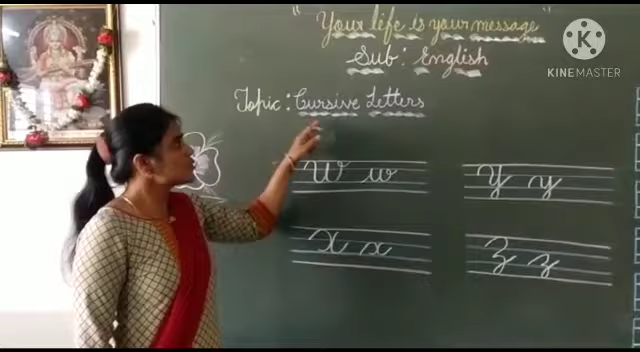 "Your life is your message"
Sub: English
Topic: Cursive Letters
W w
Y y
X x
Z z
KINEMASTER